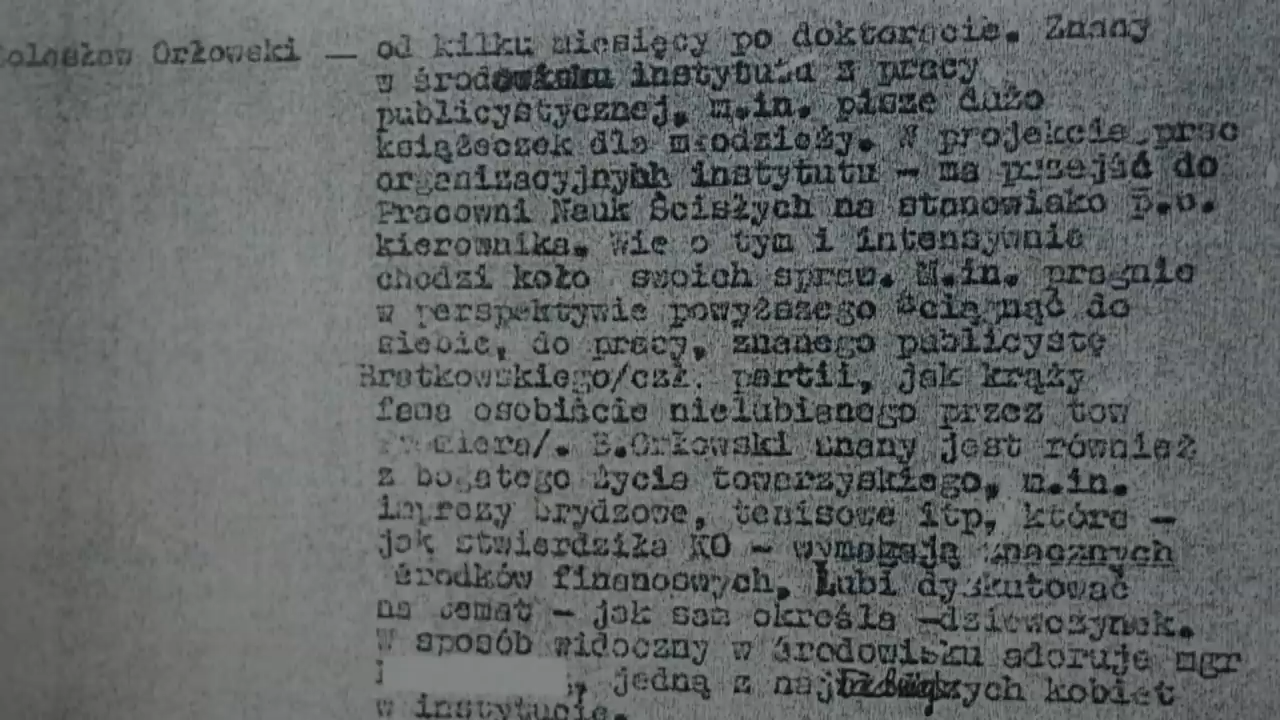 Bolesław Orłowski — od kilku miesięcy po doktoracie. Znany
w środowisku instytutu z pracy
publicystycznej, m.in. pisze dużo
książeczek dla młodzieży. W projekcie prac
organizacyjnych instytutu - ma przejść do
Pracowni Nauk Ścisłych na stanowisko p.o.
kierownika. Wie o tym i intensywnie
chodzi koło swoich spraw. M.in. pragnie
w perspektywie powyższego ściągnąć do
siebie, do pracy, znanego publicystę
Bratkowskiego/czł. partii, jak krąży
fama osobiście nielubianego przez tow
Premiera/. B.Orłowski znany jest również
z bogatego życia towarzyskiego, m.in.
imprezy brydżowe, tenisowe itp, które -
jak stwierdziła KO - wymagają znacznych
środków finansowych. Lubi dyskutować
na temat - jak sam określa -dziewczynek.
W sposób widoczny w środowisku adoruje mgr
, jedną z kobiet
w instytucie.